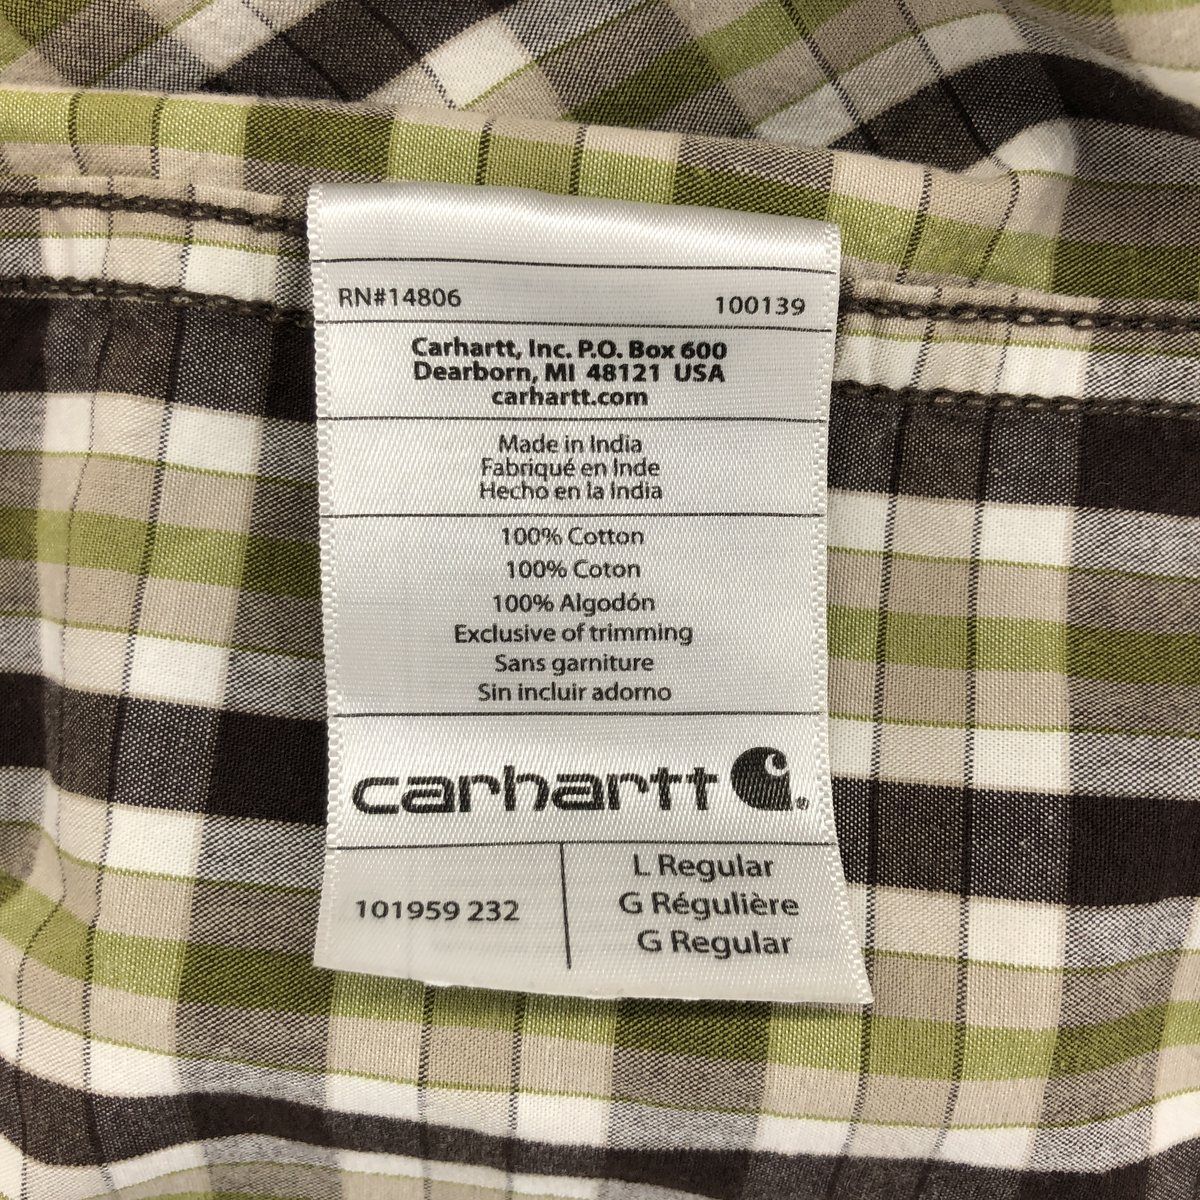 RN#14806 100139
Carhartt, Inc. P.O. Box 600
Dearborn, MI 48121 USA
carhartt.com
Made in India
Fabriqué en Inde
Hecho en la India
100% Cotton
100% Coton
100% Algodón
Exclusive of trimming
Sans garniture
Sin incluir adorno
carhartt ®
101959 232
L Regular
G Régulière
G Regular